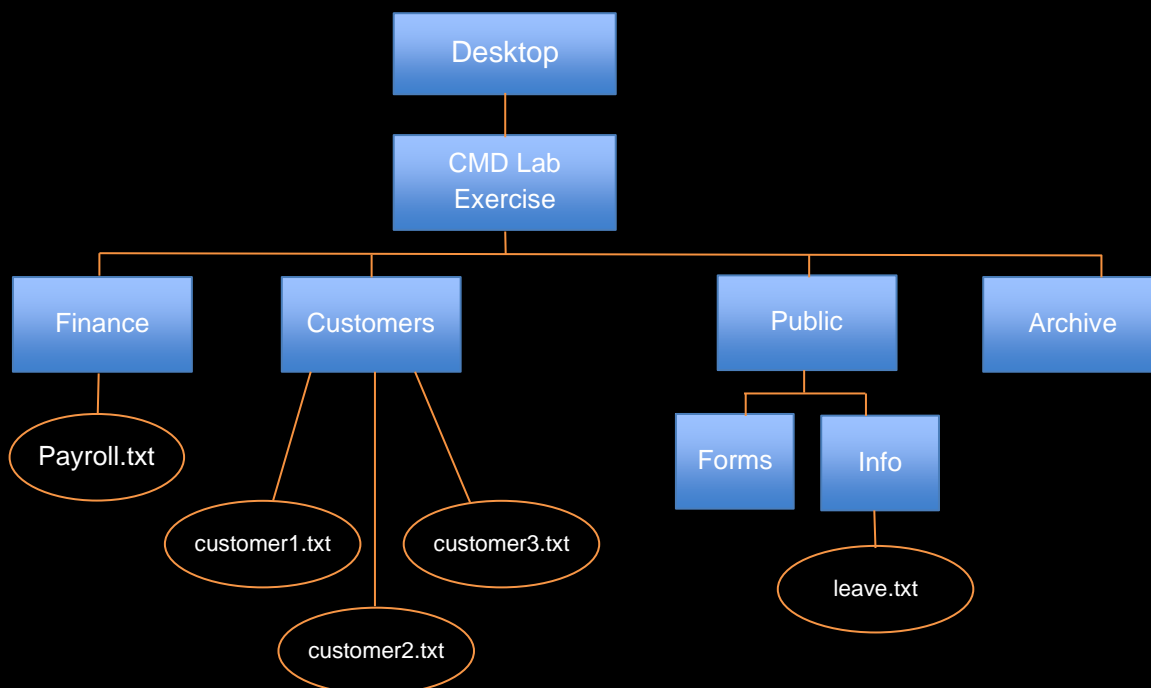 Desktop
CMD Lab
Exercise
Finance
Customers
Public
Archive
Payroll.txt
Forms
Info
customer1.txt
customer3.txt
leave.txt
customer2.txt